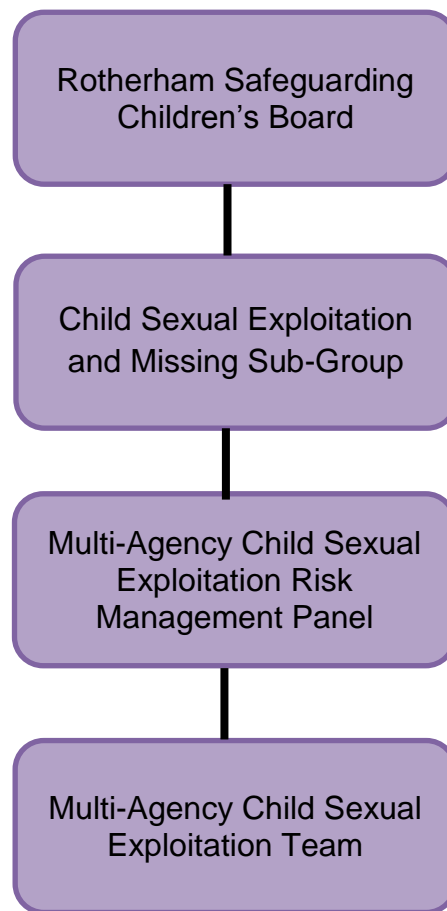 Rotherham Safeguarding
Children’s Board
Child Sexual Exploitation
and Missing Sub-Group
Multi-Agency Child Sexual
Exploitation Risk
Management Panel
Multi-Agency Child Sexual
Exploitation Team